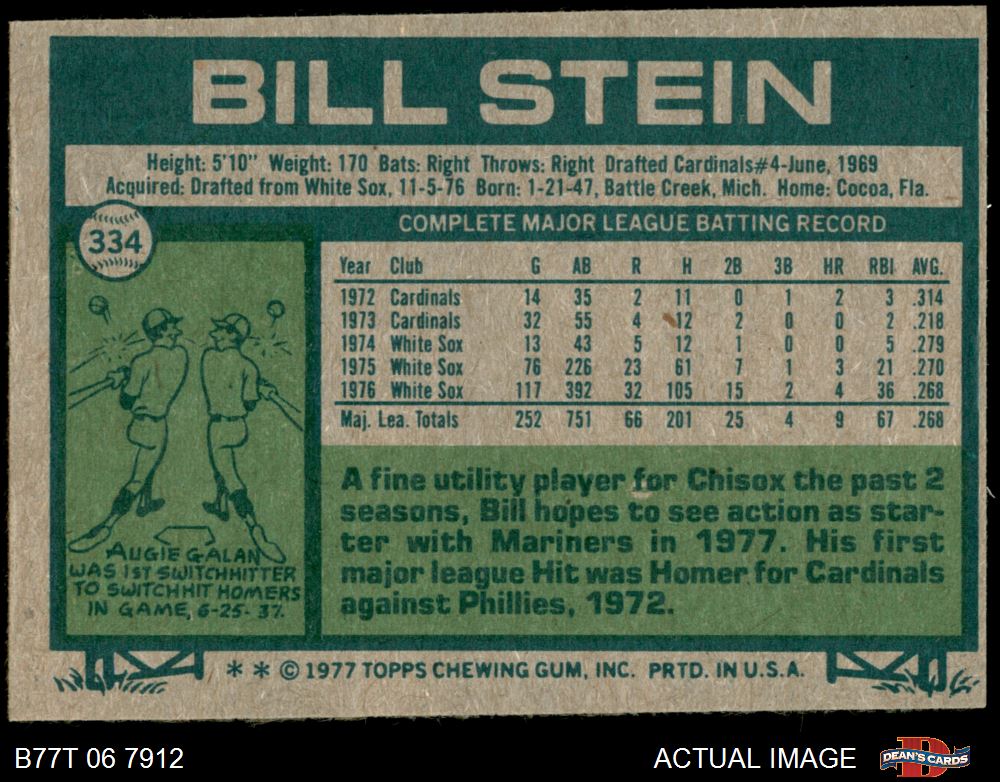 BILL STEIN
Height: 5'10" Weight: 170 Bats: Right Throws: Right Drafted Cardinals#4-June, 1969
Acquired: Drafted from White Sox, 11-5-76 Born: 1-21-47, Battle Creek, Mich. Home: Cocoa, Fla.
334
COMPLETE MAJOR LEAGUE BATTING RECORD
Year Club G AB R H 2B 3B HR RBI AVG.
1972 Cardinals 14 35 2 11 0 1 2 3 .314
1973 Cardinals 32 55 4 12 2 0 0 2 .218
1974 White Sox 13 43 5 12 1 0 0 5 .279
1975 White Sox 76 226 23 61 7 1 3 21 .270
1976 White Sox 117 392 32 105 15 2 4 36 .268
Maj. Lea. Totals 252 751 66 201 25 4 9 67 .268
AUGIE GALAN
WAS 1ST SWITCHHITTER
TO SWITCHHIT HOMERS
IN GAME, 6-25-37.
A fine utility player for Chisox the past 2
seasons, Bill hopes to see action as star-
ter with Mariners in 1977. His first
major league Hit was Homer for Cardinals
against Phillies, 1972.
** © 1977 TOPPS CHEWING GUM, INC. PRTD. IN U.S.A.
B77T 06 7912
ACTUAL IMAGE
DEAN'S CARDS